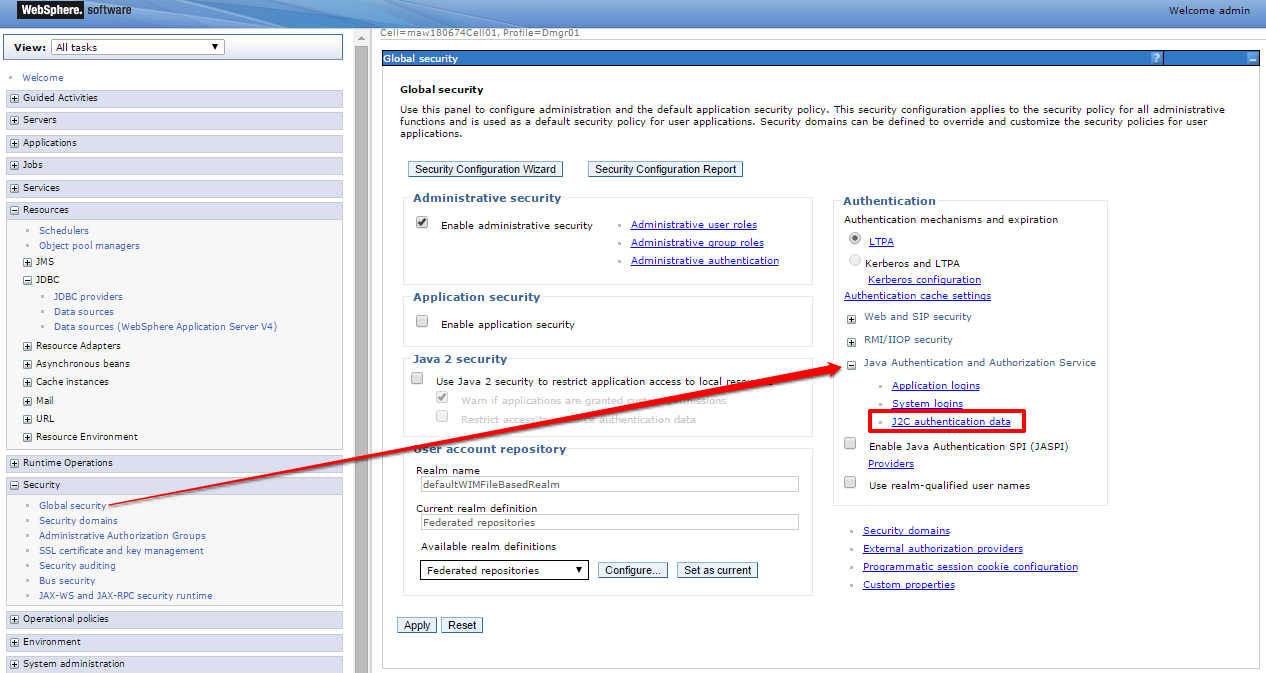 WebSphere. software
Welcome admin
View: All tasks
Welcome
Guided Activities
Servers
Applications
Jobs
Services
Resources
Schedulers
Object pool managers
JMS
JDBC
JDBC providers
Data sources
Data sources (WebSphere Application Server V4)
Resource Adapters
Asynchronous beans
Cache instances
Mail
URL
Resource Environment
Runtime Operations
Security
Global security
Security domains
Administrative Authorization Groups
SSL certificate and key management
Security auditing
Bus security
JAX-WS and JAX-RPC security runtime
Operational policies
Environment
System administration
Cell=maw180674Cell01, Profile=Dmgr01
Global security
?
Global security
Use this panel to configure administration and the default application security policy. This security configuration applies to the security policy for all administrative
functions and is used as a default security policy for user applications. Security domains can be defined to override and customize the security policies for user
applications.
Security Configuration Wizard
Security Configuration Report
Administrative security
Enable administrative security
Administrative user roles
Administrative group roles
Administrative authentication
Application security
Enable application security
Java 2 security
Use Java 2 security to restrict application access to local
Warn if applications are granted custom permissions
Restrict access to resource authentication data
User account repository
Realm name
defaultWIMFileBasedRealm
Current realm definition
Federated repositories
Available realm definitions
Federated repositories
Configure...
Set as current
Apply
Reset
Authentication
Authentication mechanisms and expiration
LTPA
Kerberos and LTPA
Kerberos configuration
Authentication cache settings
Web and SIP security
RMI/IIOP security
Java Authentication and Authorization Service
Application logins
System logins
J2C authentication data
Enable Java Authentication SPI (JASPI)
Providers
Use realm-qualified user names
Security domains
External authorization providers
Programmatic session cookie configuration
Custom properties